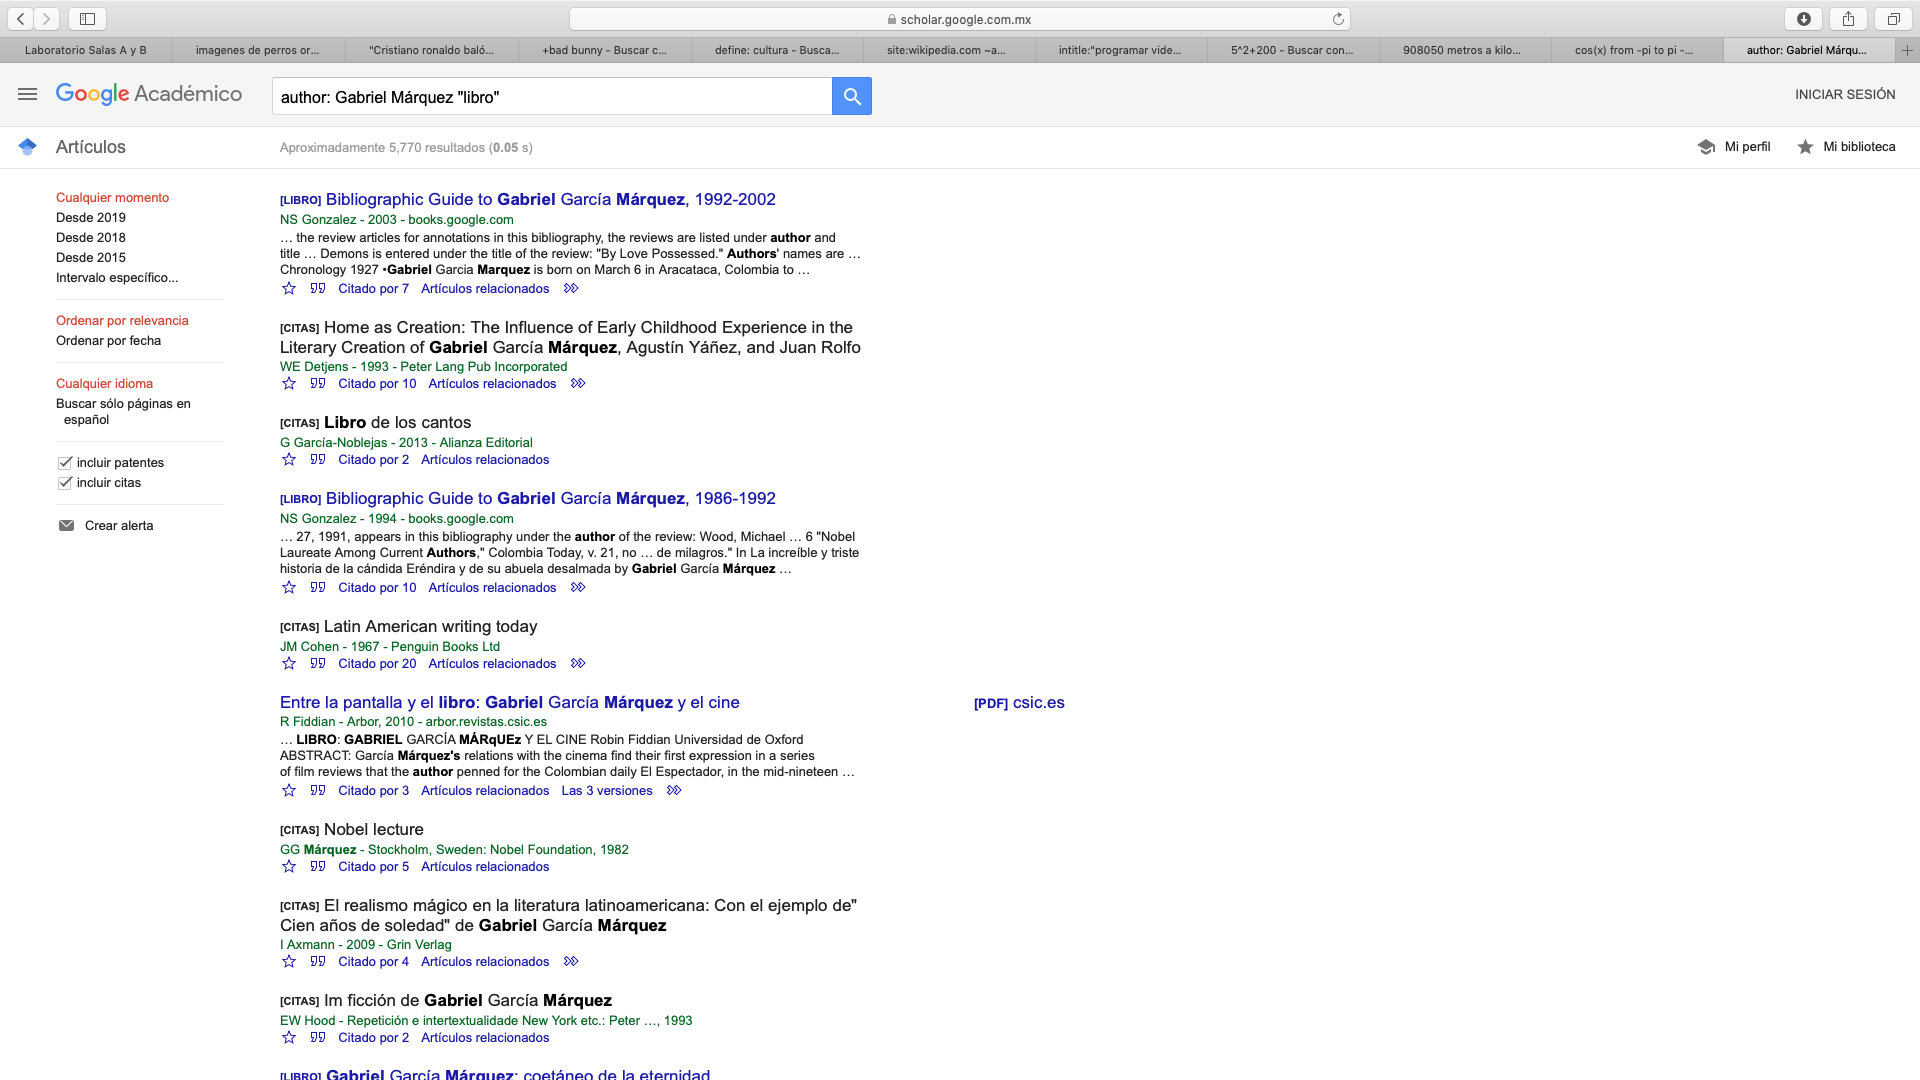 scholar.google.com.mx
Laboratorio Salas A y B
imagenes de perros or...
"Cristiano ronaldo baló...
+bad bunny - Buscar c...
define: cultura - Busca...
site:wikipedia.com ~a...
intitle:"programar vide...
5^2+200 - Buscar con...
908050 metros a kilo...
cos(x) from -pi to pi -...
author: Gabriel Márqu...
Google Académico
author: Gabriel Márquez "libro"
INICIAR SESIÓN
Artículos
Aproximadamente 5,770 resultados (0.05 s)
Mi perfil
Mi biblioteca
Cualquier momento
Desde 2019
Desde 2018
Desde 2015
Intervalo específico...
Ordenar por relevancia
Ordenar por fecha
Cualquier idioma
Buscar sólo páginas en
español
incluir patentes
incluir citas
Crear alerta
[LIBRO] Bibliographic Guide to Gabriel García Márquez, 1992-2002
NS Gonzalez - 2003 - books.google.com
… the review articles for annotations in this bibliography, the reviews are listed under author and
title … Demons is entered under the title of the review: "By Love Possessed." Authors' names are …
Chronology 1927 •Gabriel Garcia Marquez is born on March 6 in Aracataca, Colombia to …
Citado por 7 Artículos relacionados
[CITAS] Home as Creation: The Influence of Early Childhood Experience in the
Literary Creation of Gabriel García Márquez, Agustín Yáñez, and Juan Rolfo
WE Detjens - 1993 - Peter Lang Pub Incorporated
Citado por 10 Artículos relacionados
[CITAS] Libro de los cantos
G García-Noblejas - 2013 - Alianza Editorial
Citado por 2 Artículos relacionados
[LIBRO] Bibliographic Guide to Gabriel García Márquez, 1986-1992
NS Gonzalez - 1994 - books.google.com
… 27, 1991, appears in this bibliography under the author of the review: Wood, Michael … 6 "Nobel
Laureate Among Current Authors," Colombia Today, v. 21, no … de milagros." In La increíble y triste
historia de la cándida Eréndira y de su abuela desalmada by Gabriel García Márquez …
Citado por 10 Artículos relacionados
[CITAS] Latin American writing today
JM Cohen - 1967 - Penguin Books Ltd
Citado por 20 Artículos relacionados
Entre la pantalla y el libro: Gabriel García Márquez y el cine
[PDF] csic.es
R Fiddian - Arbor, 2010 - arbor.revistas.csic.es
… LIBRO: GABRIEL GARCÍA MÁRqUEz Y EL CINE Robin Fiddian Universidad de Oxford
ABSTRACT: García Márquez's relations with the cinema find their first expression in a series
of film reviews that the author penned for the Colombian daily El Espectador, in the mid-nineteen …
Citado por 3 Artículos relacionados Las 3 versiones
[CITAS] Nobel lecture
GG Márquez - Stockholm, Sweden: Nobel Foundation, 1982
Citado por 5 Artículos relacionados
[CITAS] El realismo mágico en la literatura latinoamericana: Con el ejemplo de"
Cien años de soledad" de Gabriel García Márquez
I Axmann - 2009 - Grin Verlag
Citado por 4 Artículos relacionados
[CITAS] Im ficción de Gabriel García Márquez
EW Hood - Repetición e intertextualidade New York etc.: Peter …, 1993
Citado por 2 Artículos relacionados
[LIBRO] Gabriel García Márquez: coetáneo de la eternidad